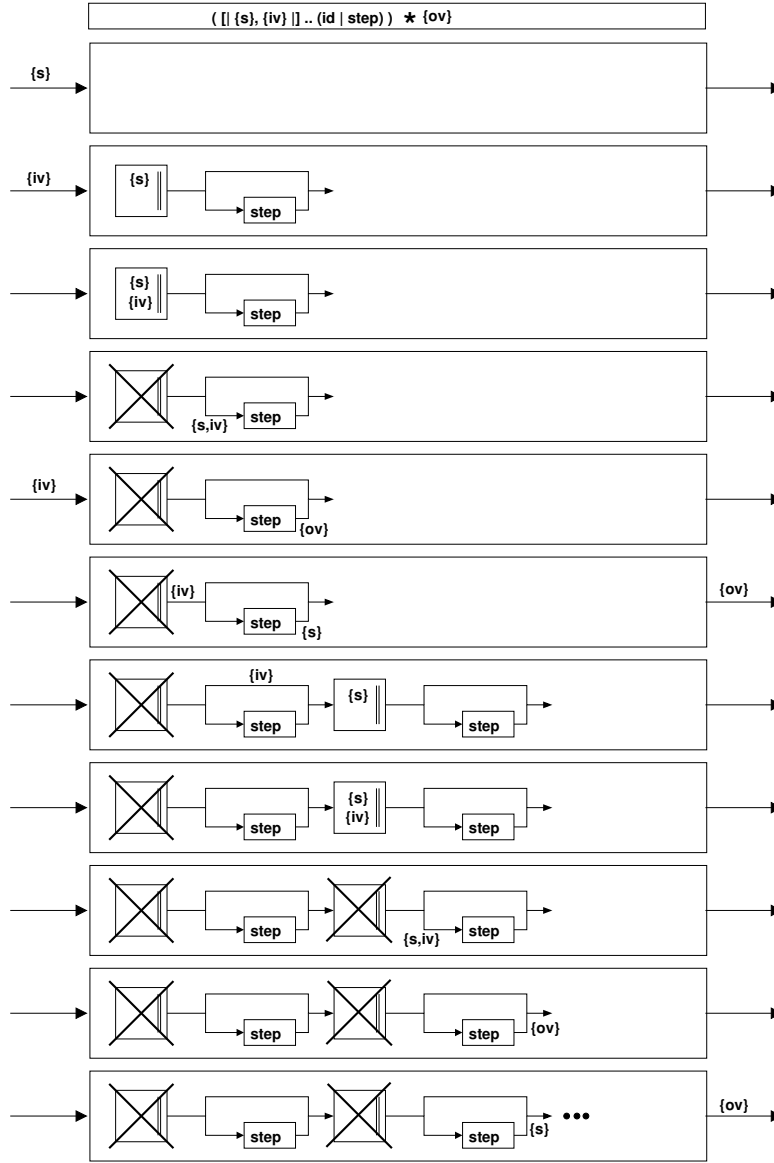 ( [| {s}, {iv} |] .. (id | step) ) * {ov}
{s}
{iv}
{s}
step
{s}
{iv}
step
step
{s,iv}
{iv}
step
{ov}
{iv}
{ov}
step
{s}
{iv}
{s}
step
step
{s}
{iv}
step
step
step
{s,iv}
step
step
{ov}
step
{ov}
{s}
●●●
step
step